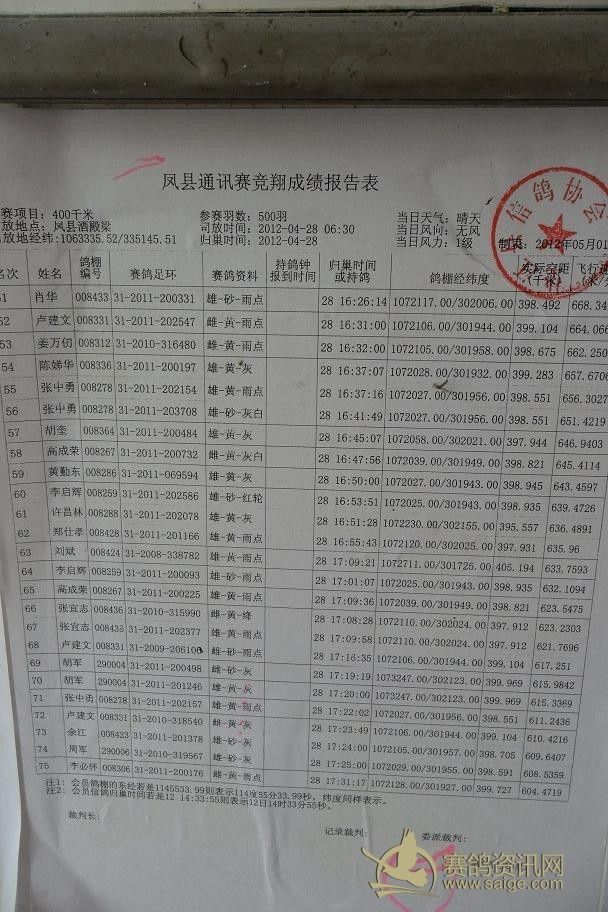 凤县通讯赛竞翔成绩报告表
赛项目: 400千米 参赛羽数: 500羽 当日天气: 晴天
放地点: 凤县酒殿梁 司放时间: 2012-04-28 06:30 当日风向: 无风
放地经纬: 1063335.52/335145.51 归巢时间: 2012-04-28 当日风力: 1级 制表: 2012年05月01
信鸽协会
名次 姓名 鸽棚编号 赛鸽足环 赛鸽资料 持鸽钟报到时间 归巢时间或持鸽 鸽棚经纬度 实际空距(千米) 飞行速
51 肖华 008433 31-2011-200331 雄-砂-雨点 28 16:26:14 1072117.00/302006.00 398.492 668.34
52 卢建文 008331 31-2011-202547 雌-黄-雨点 28 16:31:00 1072106.00/301944.00 399.104 664.066
53 姜万仞 008312 31-2010-316480 雄-黄-雨点 28 16:32:00 1072105.00/301958.00 398.675 662.250
54 陈娣华 008336 31-2011-200197 雄-黄-灰 28 16:37:07 1072028.00/301932.00 399.283 657.6706
55 张中勇 008278 31-2011-202154 雄-黄-雨点 28 16:37:16 1072027.00/301956.00 398.551 656.3027
56 张中勇 008278 31-2011-203708 雄-砂-灰白 28 16:41:49 1072027.00/301956.00 398.551 651.4219
57 胡奎 008364 31-2011-200484 雄-黄-灰 28 16:45:07 1072058.00/302021.00 397.944 646.9403
58 高成荣 008267 31-2011-200732 雌-黄-灰白 28 16:47:56 1072039.00/301949.00 398.821 645.4114
59 黄勤东 008286 31-2011-069594 雄-黄-灰 28 16:50:00 1072027.00/301943.00 398.945 643.4597
60 李启辉 008259 31-2011-202586 雄-砂-红轮 28 16:53:51 1072025.00/301943.00 398.935 639.4726
61 许昌林 008288 31-2011-202078 雄-黄-灰 28 16:51:28 1072230.00/302155.00 395.557 636.4891
62 郑仕孝 008428 31-2011-201166 雄-黄-雨点 28 16:55:43 1072120.00/302025.00 397.931 635.96
63 刘斌 008424 31-2008-338782 雄-黄-雨点 28 17:09:21 1072711.00/301725.00 405.194 633.7593
64 李启辉 008259 31-2011-200093 雄-砂-雨点 28 17:01:07 1072025.00/301943.00 398.935 632.1094
65 高成荣 008267 31-2011-200225 雄-黄-雨点 28 17:09:36 1072039.00/301949.00 398.821 623.5475
66 张宜志 008436 31-2010-315990 雌-黄-绛 28 17:08:28 1072110.00/302024.00 397.912 623.2303
67 张宜志 008436 31-2011-202377 雄-黄-雨点 28 17:09:58 1072110.00/302024.00 397.912 621.7696
68 卢建文 008331 31-2009-206100 雄-砂-雨点 28 17:16:35 1072106.00/301944.00 399.104 617.251
69 胡军 290004 31-2011-200498 雄-砂-灰 28 17:19:19 1073247.00/302123.00 399.969 615.9842
70 胡军 290004 31-2011-201246 雄-黄-灰 28 17:20:00 1073247.00/302123.00 399.969 615.3369
71 张中勇 008278 31-2011-202157 雄-黄-雨点 28 17:22:02 1072027.00/301956.00 398.551 611.2436
72 卢建文 008331 31-2010-318540 雄-黄-灰 28 17:23:49 1072106.00/301944.00 399.104 610.4216
73 余江 008423 31-2011-201378 雄-砂-灰 28 17:24:00 1072105.00/301957.00 398.705 609.6407
74 周军 290006 31-2010-319567 雄-砂-灰 28 17:25:00 1072029.00/301955.00 398.591 608.5359
75 李必怀 008306 31-2011-200176 雌-黄-雨点 28 17:31:17 1072128.00/301927.00 399.727 604.4719
注1: 会员鸽棚的东经若是1145533.99则表示114度55分33.99秒, 纬度同样表示。
注2: 会员信鸽归巢时间若是12 14:33:55则表示12日14时33分55秒。
裁判长: 记录裁判: 委派裁判:
赛鸽资讯网
www.saige.com